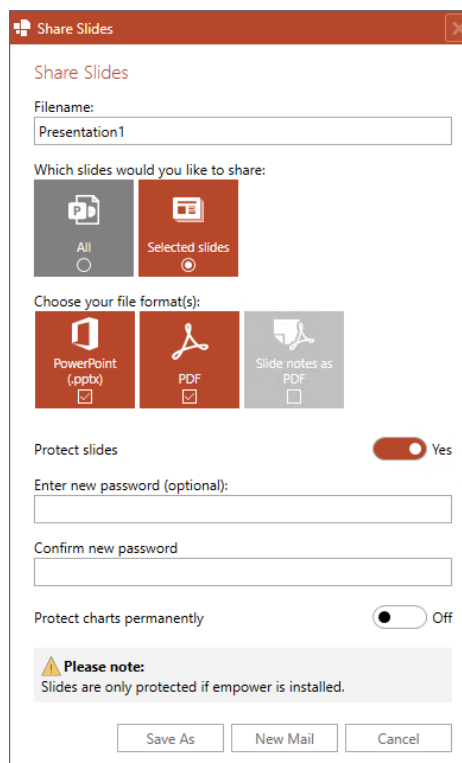 Share Slides
Share Slides
Filename:
Presentation1
Which slides would you like to share:
All
Selected slides
Choose your file format(s):
PowerPoint
(.pptx)
PDF
Slide notes as
PDF
Protect slides
Yes
Enter new password (optional):
Confirm new password
Protect charts permanently
Off
Please note:
Slides are only protected if empower is installed.
Save As
New Mail
Cancel